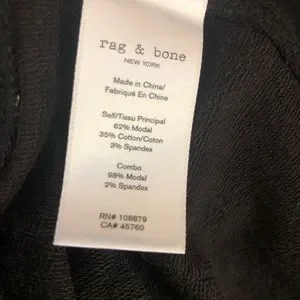 rag & bone
NEW YORK
Made in China/
Fabriqué En Chine
Self/Tissu Principal
62% Modal
35% Cotton/Coton
3% Spandex
Combo
98% Modal
2% Spandex
RN# 108879
CA# 45760